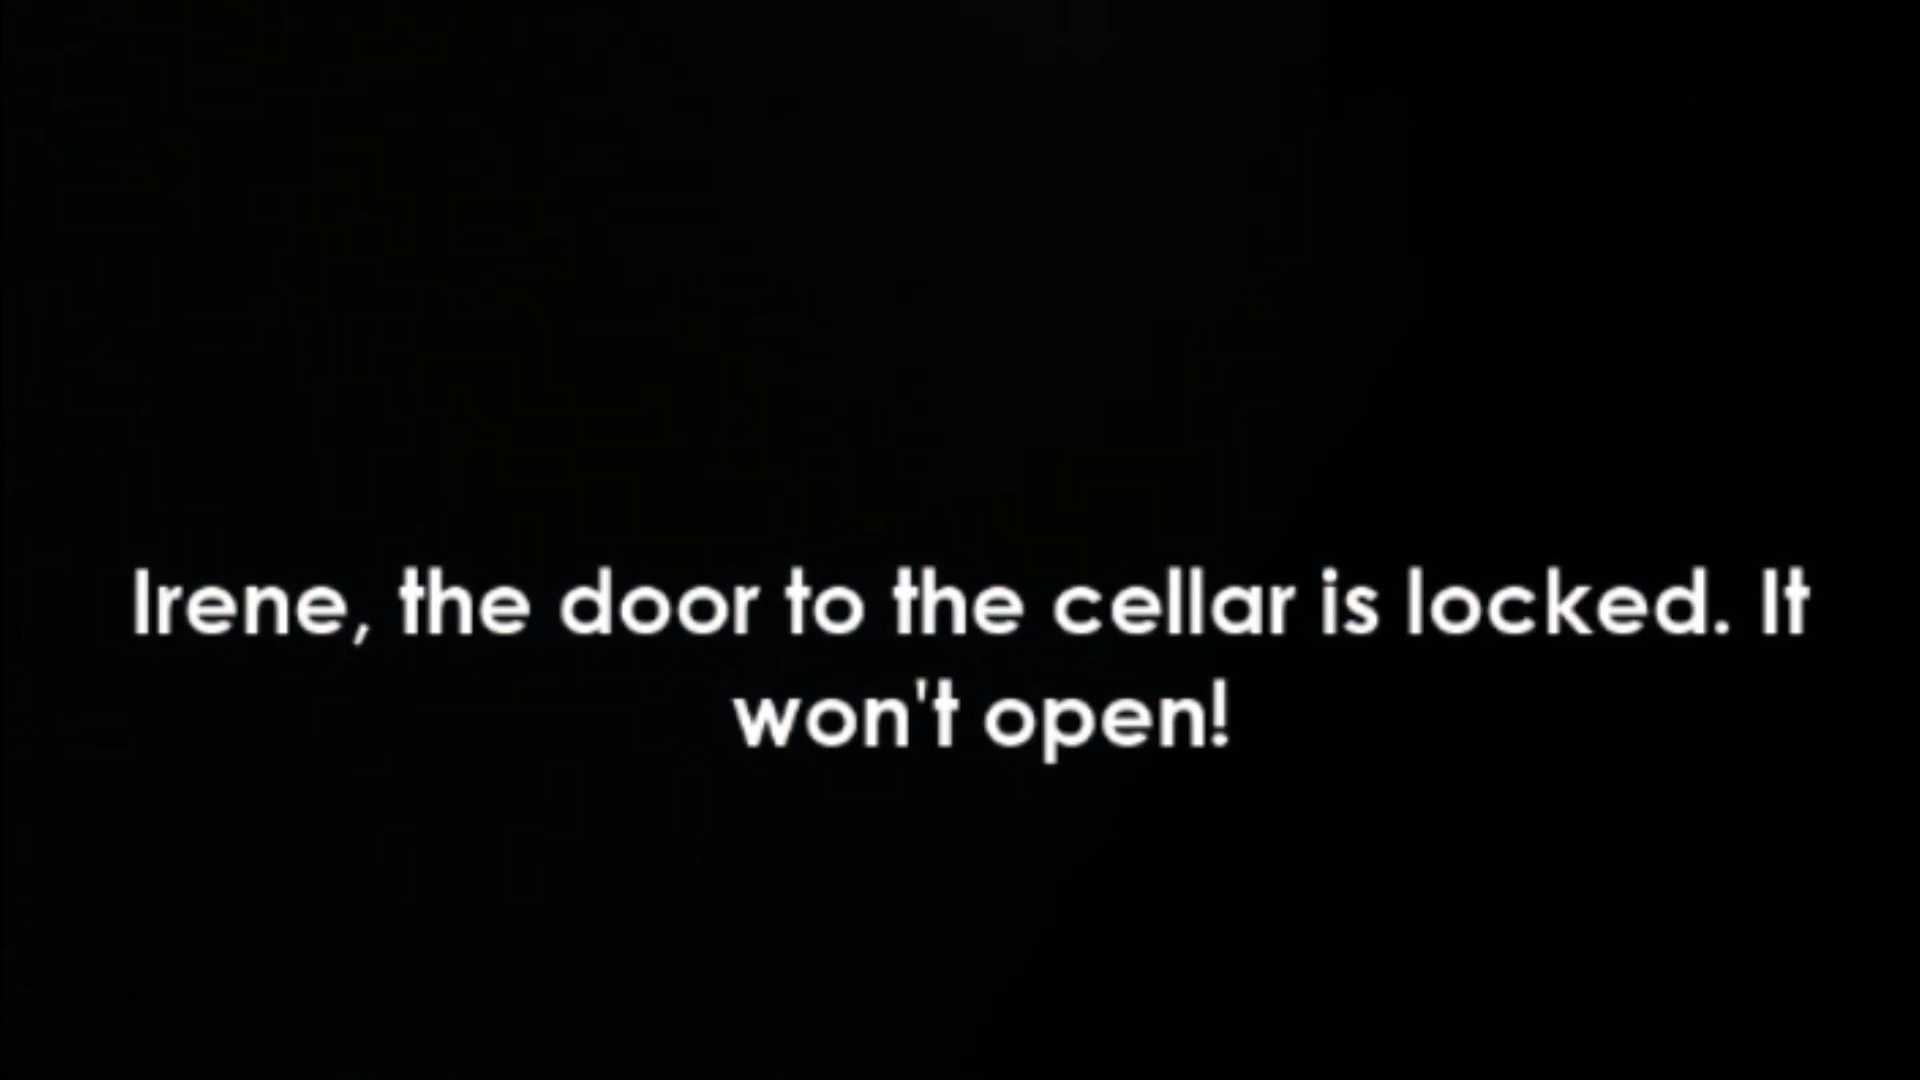 Irene, the door to the cellar is locked. It
won't open!